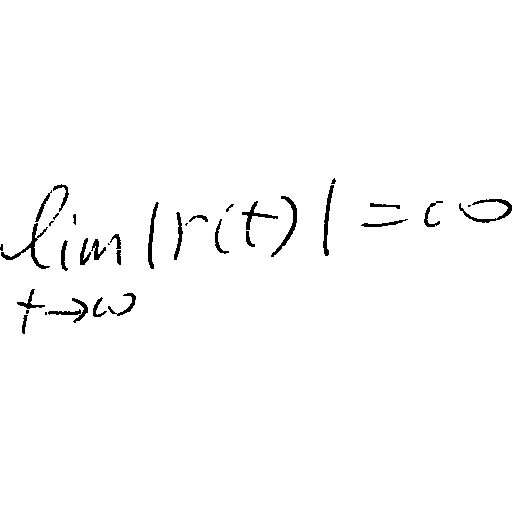 lim |r(t)| = ∞
t→ω